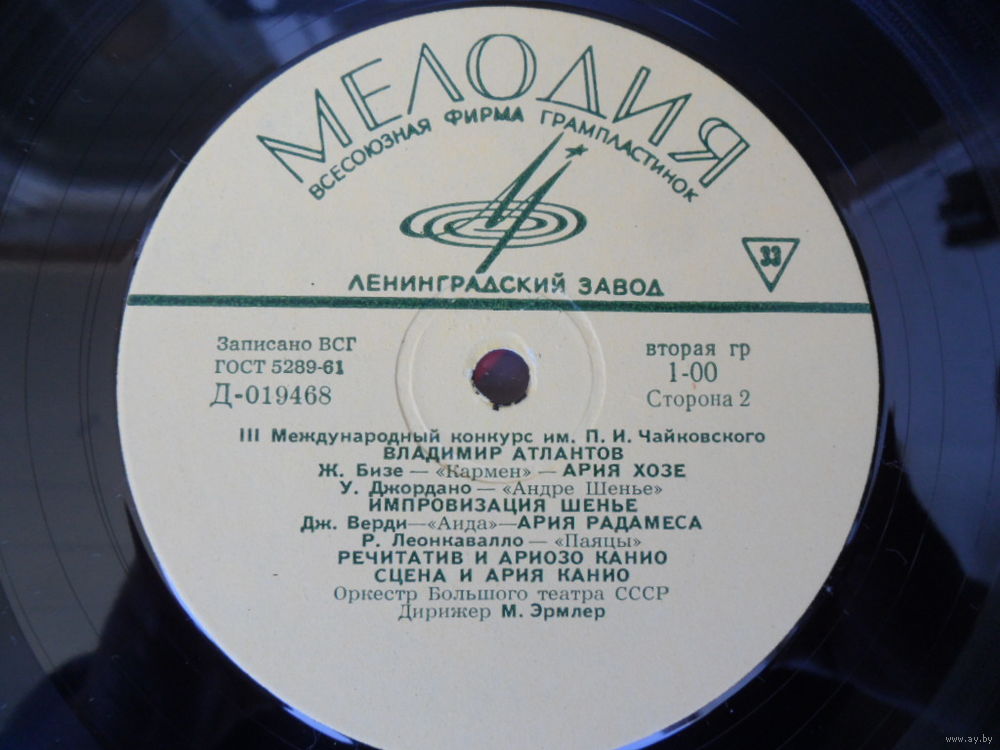 МЕЛОДИЯ
ВСЕСОЮЗНАЯ ФИРМА ГРАМПЛАСТИНОК
33
ЛЕНИНГРАДСКИЙ ЗАВОД
Записано ВСГ
ГОСТ 5289-61
Д-019468
вторая гр
1-00
Сторона 2
III Международный конкурс им. П. И. Чайковского
ВЛАДИМИР АТЛАНТОВ
Ж. Бизе — «Кармен» — АРИЯ ХОЗЕ
У. Джордано — «Андре Шенье»
ИМПРОВИЗАЦИЯ ШЕНЬЕ
Дж. Верди—«Аида»—АРИЯ РАДАМЕСА
Р. Леонкавалло — «Паяцы»
РЕЧИТАТИВ И АРИОЗО КАНИО
СЦЕНА И АРИЯ КАНИО
Оркестр Большого театра СССР
Дирижер М. Эрмлер
www.ay.by